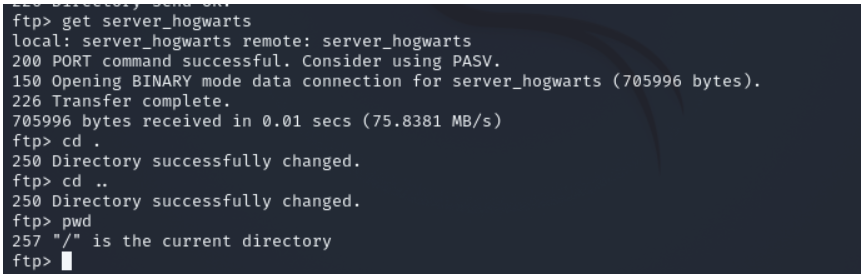 ftp> get server_hogwarts
local: server_hogwarts remote: server_hogwarts
200 PORT command successful. Consider using PASV.
150 Opening BINARY mode data connection for server_hogwarts (705996 bytes).
226 Transfer complete.
705996 bytes received in 0.01 secs (75.8381 MB/s)
ftp> cd .
250 Directory successfully changed.
ftp> cd ..
250 Directory successfully changed.
ftp> pwd
257 "/" is the current directory
ftp>